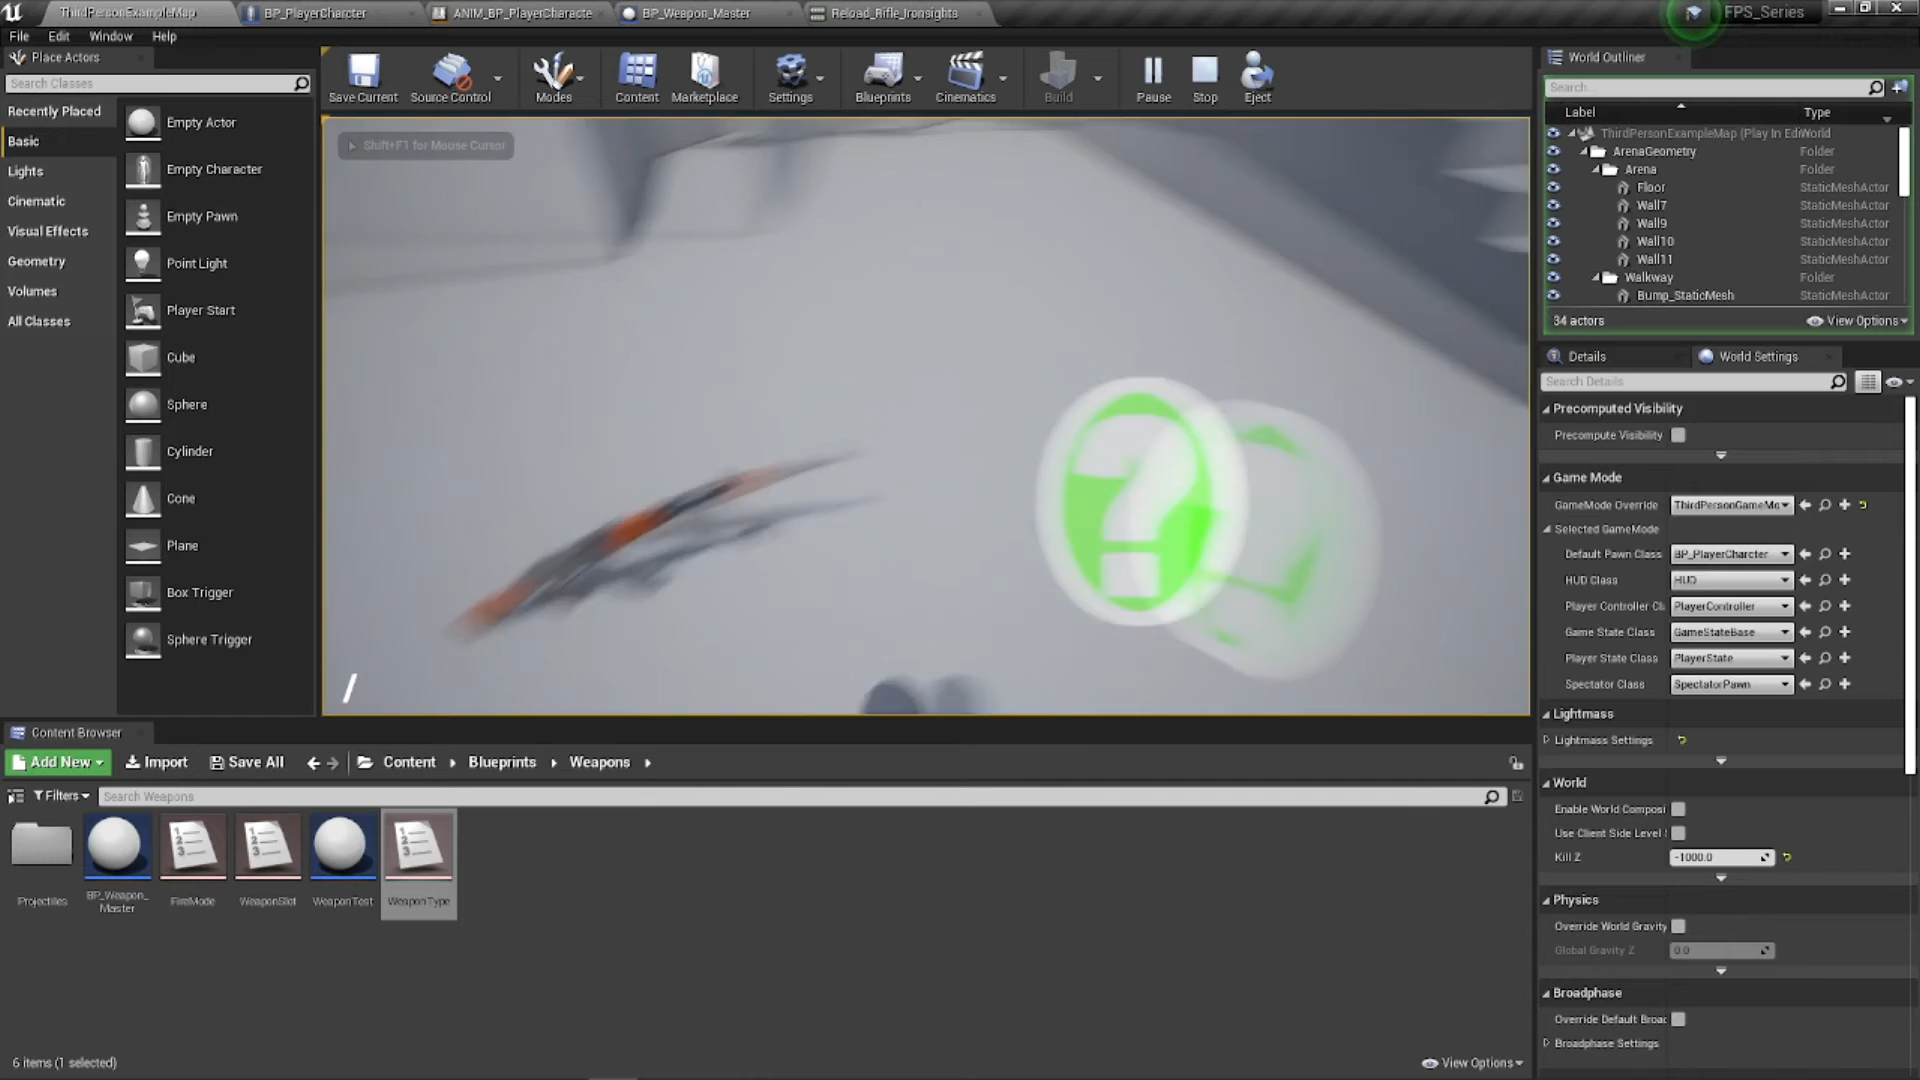 ThirdPersonExampleMap
BP_PlayerCharcter
ANIM_BP_PlayerCharacte
BP_Weapon_Master
Reload_Rifle_Ironsights
FPS_Series
File Edit Window Help
Place Actors
Search Classes
Recently Placed
Basic
Lights
Cinematic
Visual Effects
Geometry
Volumes
All Classes
Empty Actor
Empty Character
Empty Pawn
Point Light
Player Start
Cube
Sphere
Cylinder
Cone
Plane
Box Trigger
Sphere Trigger
Save Current
Source Control
Modes
Content
Marketplace
Settings
Blueprints
Cinematics
Build
Pause
Stop
Eject
Shift+F1 for Mouse Cursor
?
/
World Outliner
Search...
Label Type
ThirdPersonExampleMap (Play In Edi World
ArenaGeometry Folder
Arena Folder
Floor StaticMeshActor
Wall7 StaticMeshActor
Wall9 StaticMeshActor
Wall10 StaticMeshActor
Wall11 StaticMeshActor
Walkway Folder
Bump_StaticMesh StaticMeshActor
34 actors View Options
Details World Settings
Search Details
Precomputed Visibility
Precompute Visibility
Game Mode
GameMode Override ThirdPersonGameMo
Selected GameMode
Default Pawn Class BP_PlayerCharcter
HUD Class HUD
Player Controller Cl PlayerController
Game State Class GameStateBase
Player State Class PlayerState
Spectator Class SpectatorPawn
Lightmass
Lightmass Settings
World
Enable World Composi
Use Client Side Level
Kill Z -1000.0
Physics
Override World Gravity
Global Gravity Z 0.0
Broadphase
Override Default Broad
Broadphase Settings
Content Browser
Add New Import Save All Content Blueprints Weapons
Filters Search Weapons
Projectiles
BP_Weapon_
Master
FireMode
WeaponSlot
WeaponTest
WeaponType
6 items (1 selected) View Options